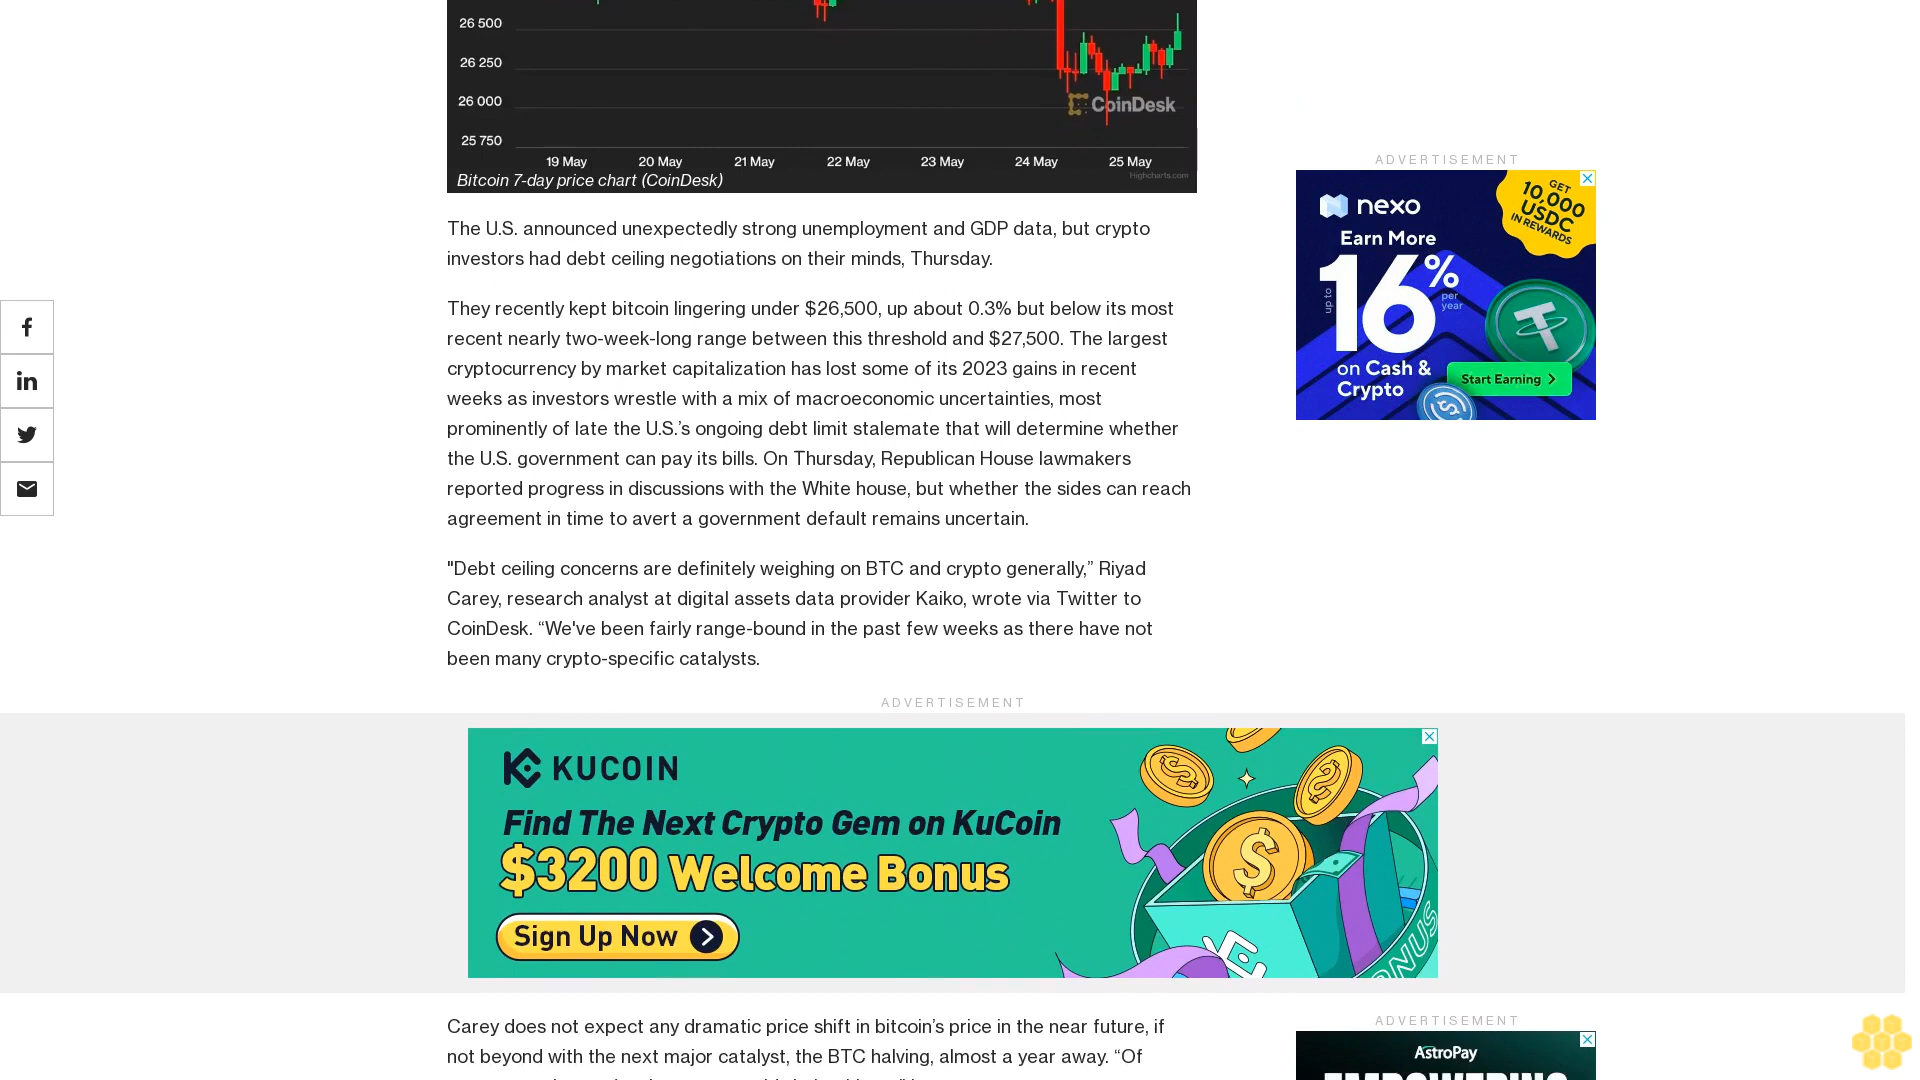 26 500
26 250
26 000
25 750
CoinDesk
19 May 20 May 21 May 22 May 23 May 24 May 25 May
Highcharts.com
Bitcoin 7-day price chart (CoinDesk)
The U.S. announced unexpectedly strong unemployment and GDP data, but crypto
investors had debt ceiling negotiations on their minds, Thursday.
They recently kept bitcoin lingering under $26,500, up about 0.3% but below its most
recent nearly two-week-long range between this threshold and $27,500. The largest
cryptocurrency by market capitalization has lost some of its 2023 gains in recent
weeks as investors wrestle with a mix of macroeconomic uncertainties, most
prominently of late the U.S.’s ongoing debt limit stalemate that will determine whether
the U.S. government can pay its bills. On Thursday, Republican House lawmakers
reported progress in discussions with the White house, but whether the sides can reach
agreement in time to avert a government default remains uncertain.
"Debt ceiling concerns are definitely weighing on BTC and crypto generally,” Riyad
Carey, research analyst at digital assets data provider Kaiko, wrote via Twitter to
CoinDesk. “We've been fairly range-bound in the past few weeks as there have not
been many crypto-specific catalysts.
ADVERTISEMENT
nexo
GET
10,000
USDC
IN REWARDS
Earn More
up to
16%
per
year
on Cash &
Crypto
Start Earning
ADVERTISEMENT
KUCOIN
Find The Next Crypto Gem on KuCoin
$3200 Welcome Bonus
Sign Up Now
BONUS
Carey does not expect any dramatic price shift in bitcoin’s price in the near future, if
not beyond with the next major catalyst, the BTC halving, almost a year away. “Of
ADVERTISEMENT
AstroPay
EMPOWERING